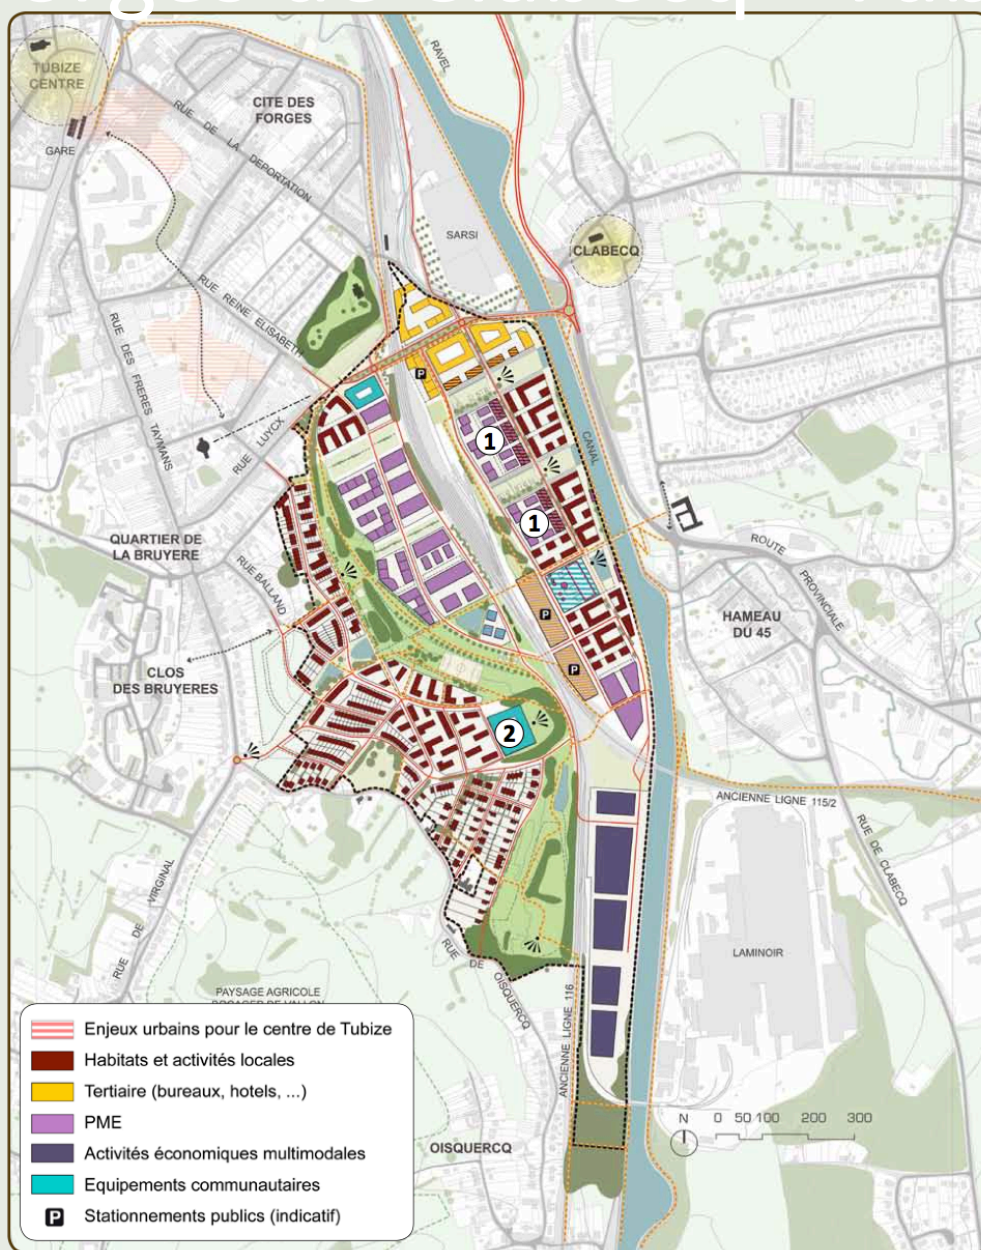 RAVEL
TUBIZE
CENTRE
CITE DES
FORGES
RUE DE LA DEPORTATION
GARE
SARSI
CLABECQ
RUE REINE ELISABETH
RUE DES FRERES TAYMANS
P
RUE LUYCX
1
CANAL
1
QUARTIER DE
LA BRUYERE
ROUTE PROVINCIALE
RUE BALLAND
P
HAMEAU
DU 45
CLOS
DES BRUYERES
P
2
ANCIENNE LIGNE 115/2
RUE DE CLABECQ
RUE DE VIRGINAL
LAMINOIR
RUE DE OISQUERCQ
PAYSAGE AGRICOLE
ANCIENNE LIGNE 116
Enjeux urbains pour le centre de Tubize
Habitats et activités locales
Tertiaire (bureaux, hotels, ...)
PME
Activités économiques multimodales
Equipements communautaires
P Stationnements publics (indicatif)
N 0 50 100 200 300
OISQUERCQ